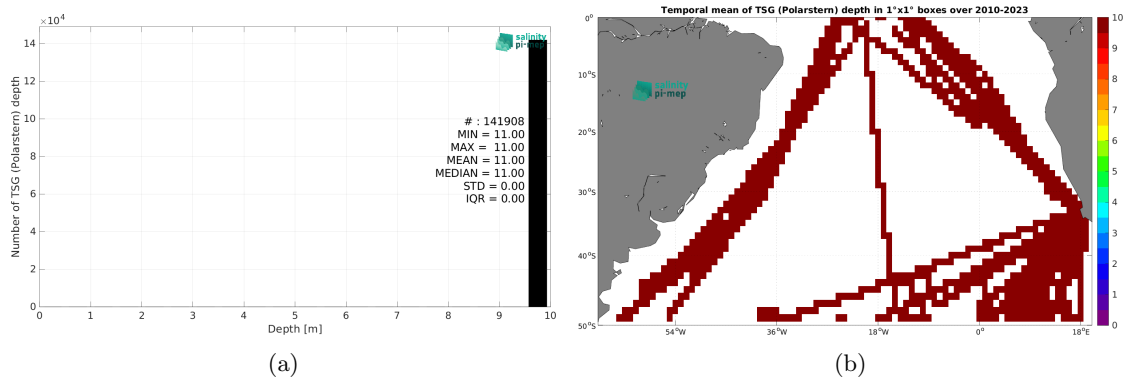 ×10⁴
14
12
10
8
6
4
2
0
Number of TSG (Polarstern) depth
salinity
pi-mep
# : 141908
MIN = 11.00
MAX = 11.00
MEAN = 11.00
MEDIAN = 11.00
STD = 0.00
IQR = 0.00
0 1 2 3 4 5 6 7 8 9 10
Depth [m]
(a)
Temporal mean of TSG (Polarstern) depth in 1°x1° boxes over 2010-2023
0°
10°S
20°S
30°S
40°S
50°S
salinity
pi-mep
54°W 36°W 18°W 0° 18°E
10
9
8
7
6
5
4
3
2
1
0
(b)